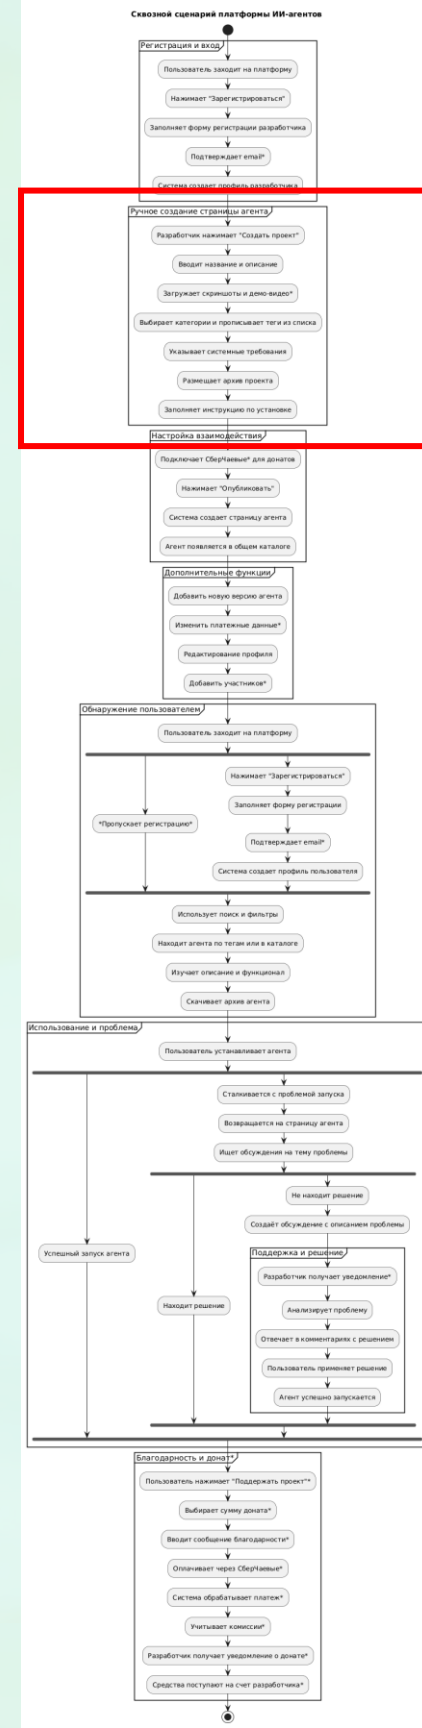 Сквозной сценарий платформы ИИ-агентов
Регистрация и вход
Пользователь заходит на платформу
Нажимает "Зарегистрироваться"
Заполняет форму регистрации разработчика
Подтверждает email*
Система создает профиль разработчика
Ручное создание страницы агента
Разработчик нажимает "Создать проект"
Вводит название и описание
Загружает скриншоты и демо-видео*
Выбирает категории и прописывает теги из списка
Указывает системные требования
Размещает архив проекта
Заполняет инструкцию по установке
Настройка взаимодействия
Подключает СберЧаевые* для донатов
Нажимает "Опубликовать"
Система создает страницу агента
Агент появляется в общем каталоге
Дополнительные функции
Добавить новую версию агента
Изменить платежные данные*
Редактирование профиля
Добавить участников*
Обнаружение пользователем
Пользователь заходит на платформу
*Пропускает регистрацию*
Нажимает "Зарегистрироваться"
Заполняет форму регистрации
Подтверждает email*
Система создает профиль пользователя
Использует поиск и фильтры
Находит агента по тегам или в каталоге
Изучает описание и функционал
Скачивает архив агента
Использование и проблема
Пользователь устанавливает агента
Успешный запуск агента
Сталкивается с проблемой запуска
Возвращается на страницу агента
Ищет обсуждения на тему проблемы
Находит решение
Не находит решение
Создаёт обсуждение с описанием проблемы
Поддержка и решение
Разработчик получает уведомление*
Анализирует проблему
Отвечает в комментариях с решением
Пользователь применяет решение
Агент успешно запускается
Благодарность и донат*
Пользователь нажимает "Поддержать проект"*
Выбирает сумму доната*
Вводит сообщение благодарности*
Оплачивает через СберЧаевые*
Система обрабатывает платеж*
Учитывает комиссии*
Разработчик получает уведомление о донате*
Средства поступают на счет разработчика*